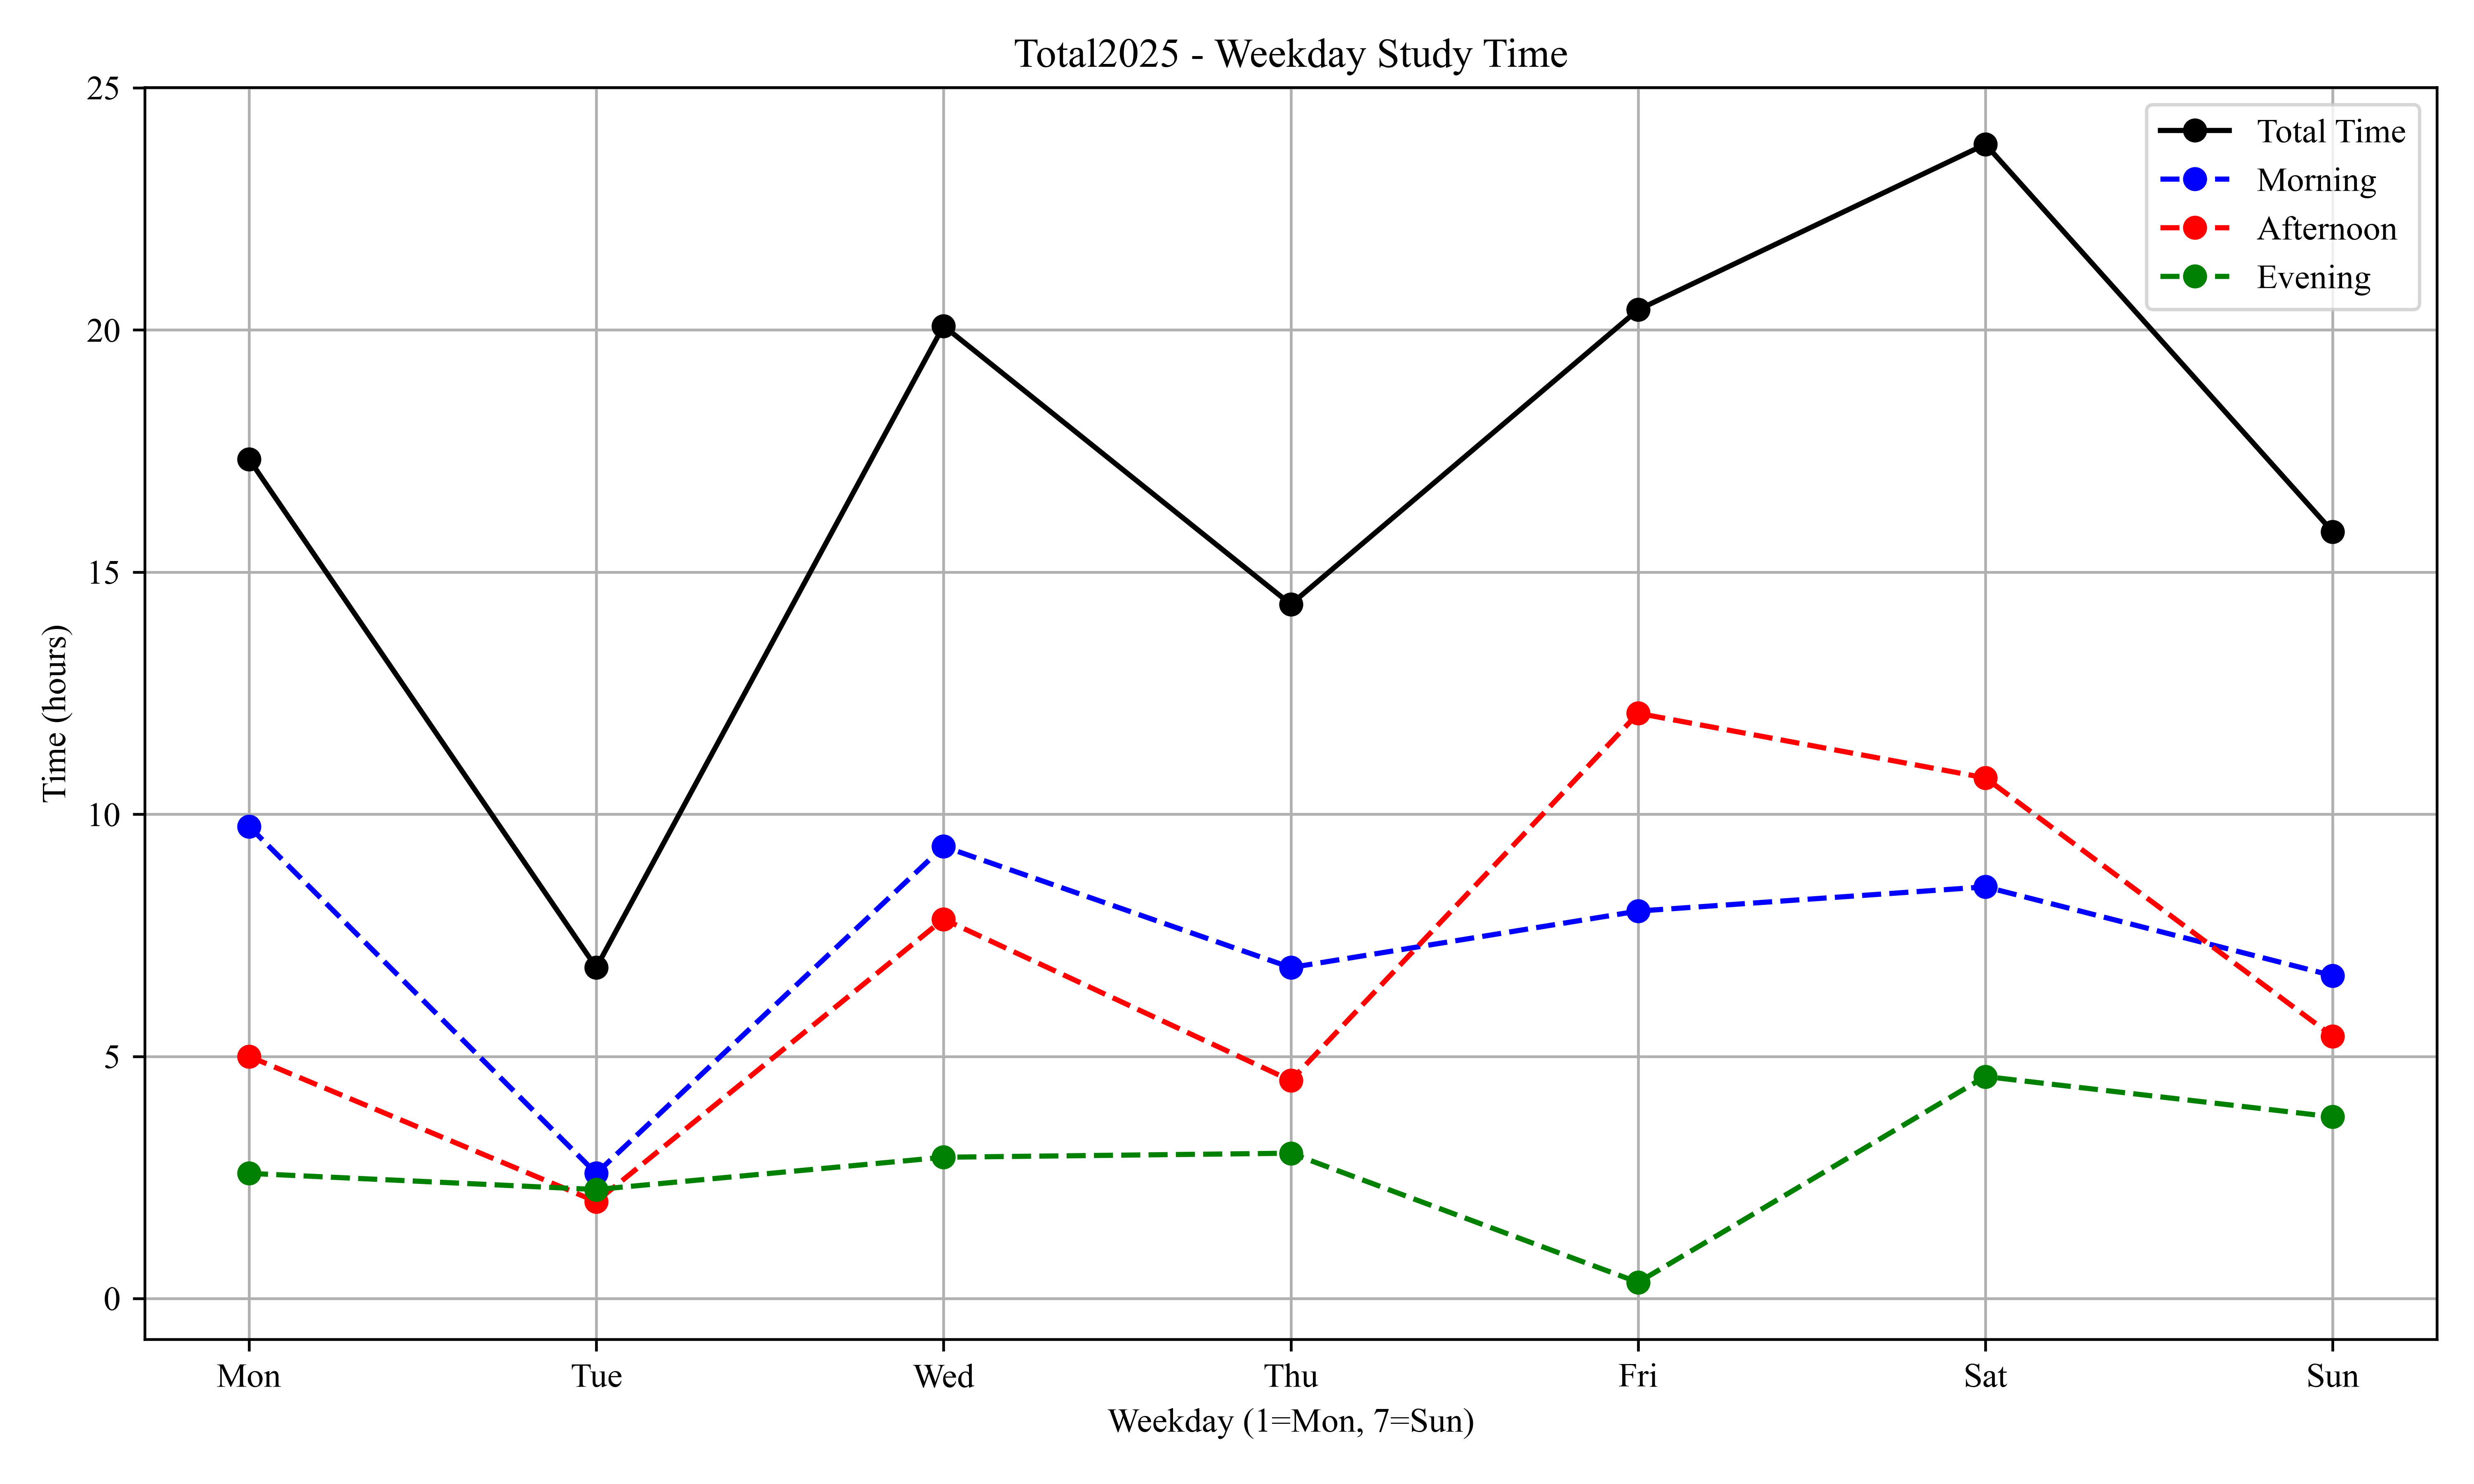 Total2025 - Weekday Study Time
25
20
15
10
5
0
Time (hours)
Total Time
Morning
Afternoon
Evening
Mon Tue Wed Thu Fri Sat Sun
Weekday (1=Mon, 7=Sun)